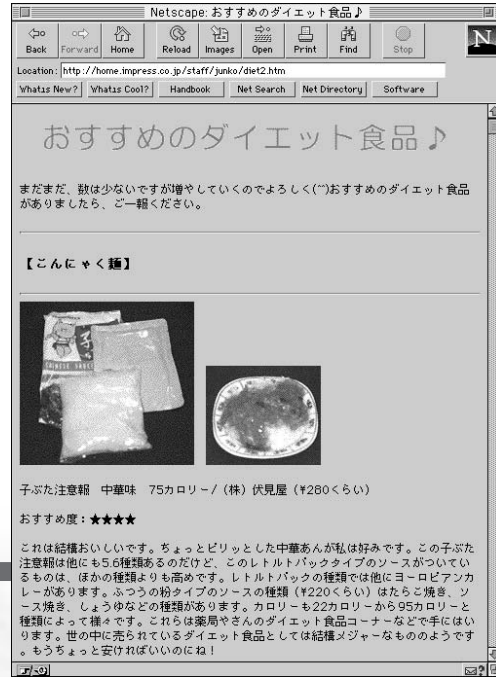 Netscape: おすすめのダイエット食品♪
Back Forward Home Reload Images Open Print Find Stop
N
Location: http://home.impress.co.jp/staff/junko/diet2.htm
What's New? What's Cool? Handbook Net Search Net Directory Software
おすすめのダイエット食品♪
まだまだ、数は少ないですが増やしていくのでよろしく(^^)おすすめのダイエット食品
がありましたら、ご一報ください。
【こんにゃく麺】
CHINESE SAUCE
子ぶた注意報 中華味 75カロリー/(株)伏見屋(¥280くらい)
おすすめ度:★★★★
これは結構おいしいです。ちょっとピリッとした中華あんが私は好みです。この子ぶた
注意報は他にも5.6種類あるのだけど、このレトルトパックタイプのソースがついてい
るものは、ほかの種類よりも高めです。レトルトパックの種類では他にヨーロピアンカ
レーがあります。ふつうの粉タイプのソースの種類(¥220くらい)はたらこ焼き、ソ
ース焼き、しょうゆなどの種類があります。カロリーも22カロリーから95カロリーと
種類によって様々です。これらは薬局やさんのダイエット食品コーナーなどで手にはい
ります。世の中に売られているダイエット食品としては結構メジャーなもののようです
。もうちょっと安ければいいのにね!